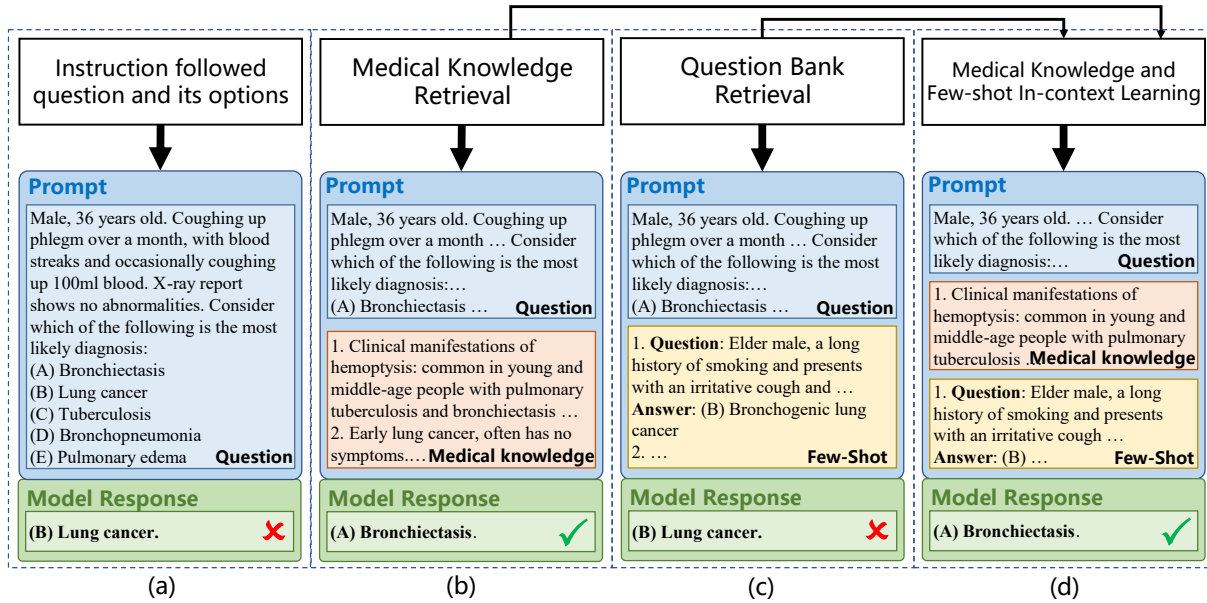 Instruction followed
question and its options
Prompt
Male, 36 years old. Coughing up
phlegm over a month, with blood
streaks and occasionally coughing
up 100ml blood. X-ray report
shows no abnormalities. Consider
which of the following is the most
likely diagnosis:
(A) Bronchiectasis
(B) Lung cancer
(C) Tuberculosis
(D) Bronchopneumonia
(E) Pulmonary edema Question
Model Response
(B) Lung cancer.
(a)
Medical Knowledge
Retrieval
Prompt
Male, 36 years old. Coughing up
phlegm over a month … Consider
which of the following is the most
likely diagnosis:…
(A) Bronchiectasis … Question
1. Clinical manifestations of
hemoptysis: common in young and
middle-age people with pulmonary
tuberculosis and bronchiectasis …
2. Early lung cancer, often has no
symptoms.… Medical knowledge
Model Response
(A) Bronchiectasis.
(b)
Question Bank
Retrieval
Prompt
Male, 36 years old. Coughing up
phlegm over a month … Consider
which of the following is the most
likely diagnosis:…
(A) Bronchiectasis … Question
1. Question: Elder male, a long
history of smoking and presents
with an irritative cough and …
Answer: (B) Bronchogenic lung
cancer
2. …
Few-Shot
Model Response
(B) Lung cancer.
(c)
Medical Knowledge and
Few-shot In-context Learning
Prompt
Male, 36 years old. … Consider
which of the following is the most
likely diagnosis:…
Question
1. Clinical manifestations of
hemoptysis: common in young and
middle-age people with pulmonary
tuberculosis .Medical knowledge
1. Question: Elder male, a long
history of smoking and presents
with an irritative cough …
Answer: (B) … Few-Shot
Model Response
(A) Bronchiectasis.
(d)